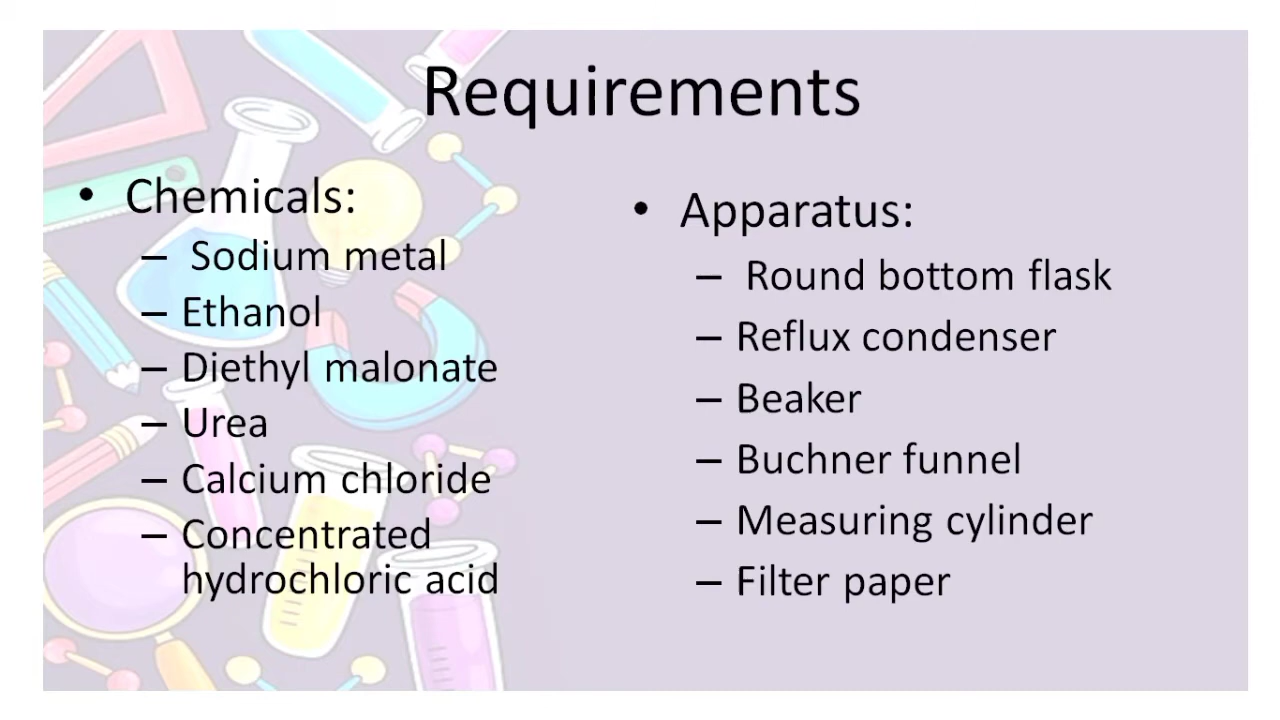 Requirements
• Chemicals:
– Sodium metal
– Ethanol
– Diethyl malonate
– Urea
– Calcium chloride
– Concentrated
hydrochloric acid
• Apparatus:
– Round bottom flask
– Reflux condenser
– Beaker
– Buchner funnel
– Measuring cylinder
– Filter paper